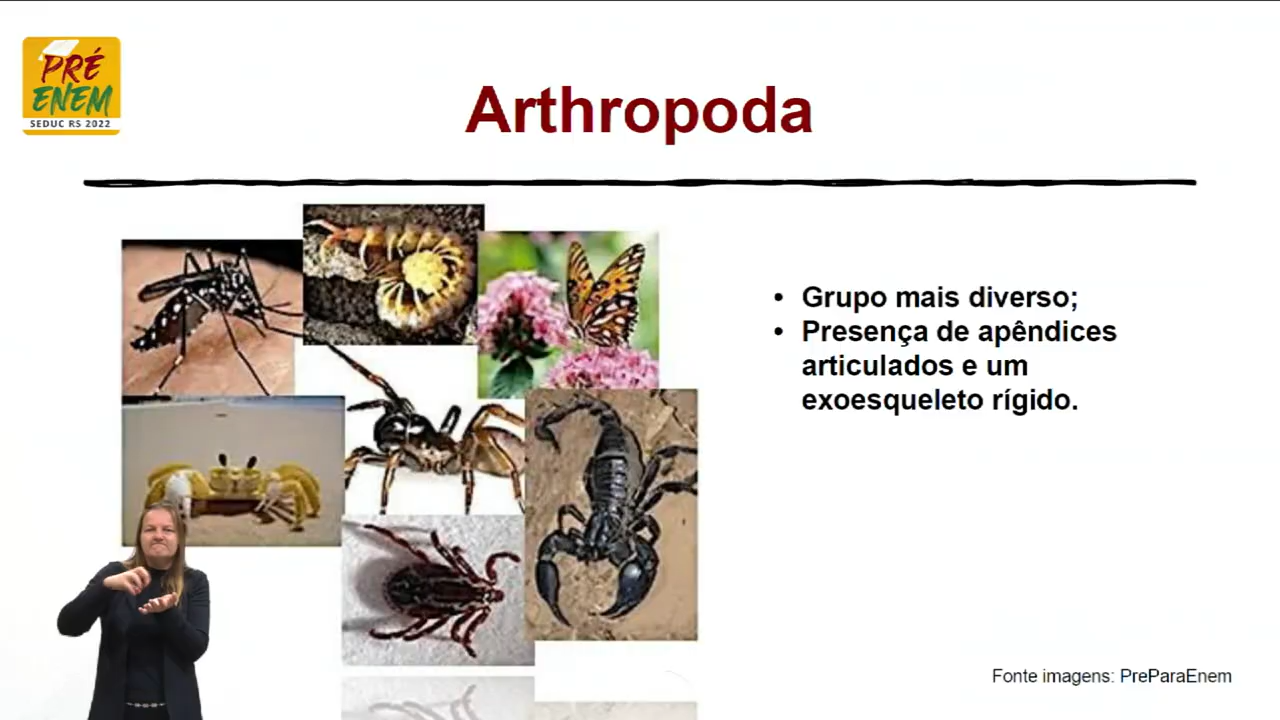 PRÉ
ENEM
SEDUC RS 2022
Arthropoda
• Grupo mais diverso;
• Presença de apêndices
articulados e um
exoesqueleto rígido.
Fonte imagens: PreParaEnem